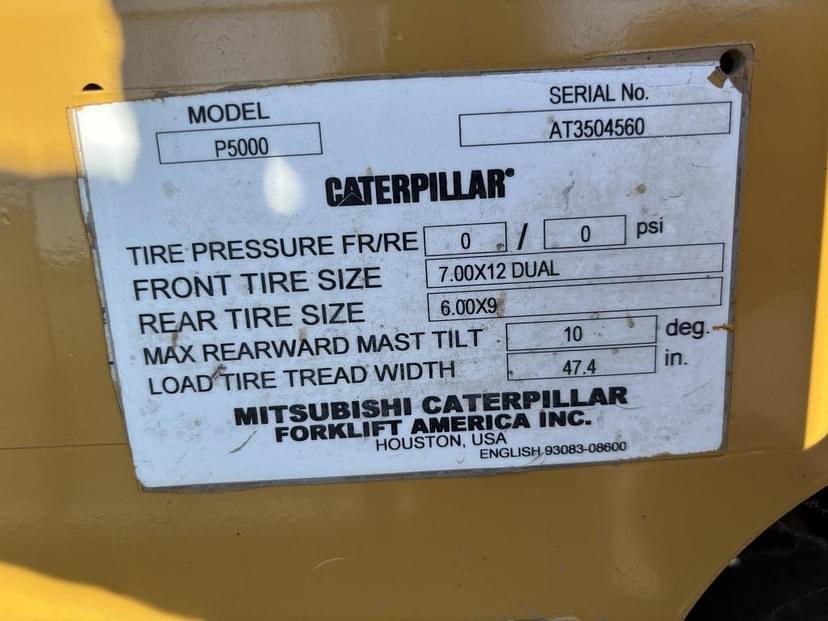 MODEL
P5000
SERIAL No.
AT3504560
CATERPILLAR®
TIRE PRESSURE FR/RE 0 / 0 psi
FRONT TIRE SIZE 7.00X12 DUAL
REAR TIRE SIZE 6.00X9
MAX REARWARD MAST TILT 10 deg.
LOAD TIRE TREAD WIDTH 47.4 in.
MITSUBISHI CATERPILLAR
FORKLIFT AMERICA INC.
HOUSTON, USA
ENGLISH 93083-08600